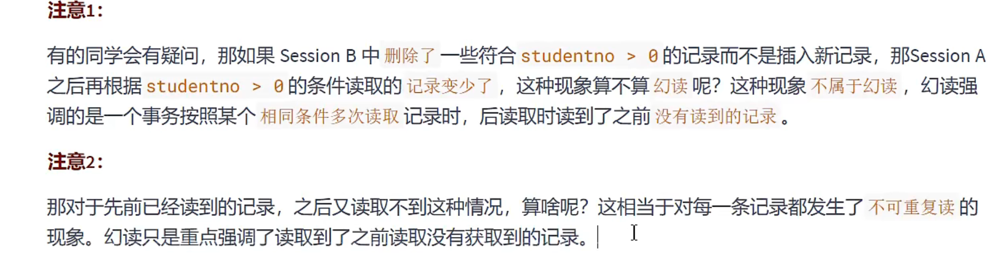 注意1：
有的同学会有疑问，那如果 Session B 中 删除了 一些符合 studentno > 0 的记录而不是插入新记录，那Session A
之后再根据 studentno > 0 的条件读取的 记录变少了 ，这种现象算不算 幻读 呢？这种现象 不属于幻读 ，幻读强
调的是一个事务按照某个 相同条件多次读取 记录时，后读取时读到了之前 没有读到的记录 。
注意2：
那对于先前已经读到的记录，之后又读取不到这种情况，算啥呢？这相当于对每一条记录都发生了 不可重复读 的
现象。幻读只是重点强调了读取到了之前读取没有获取到的记录。